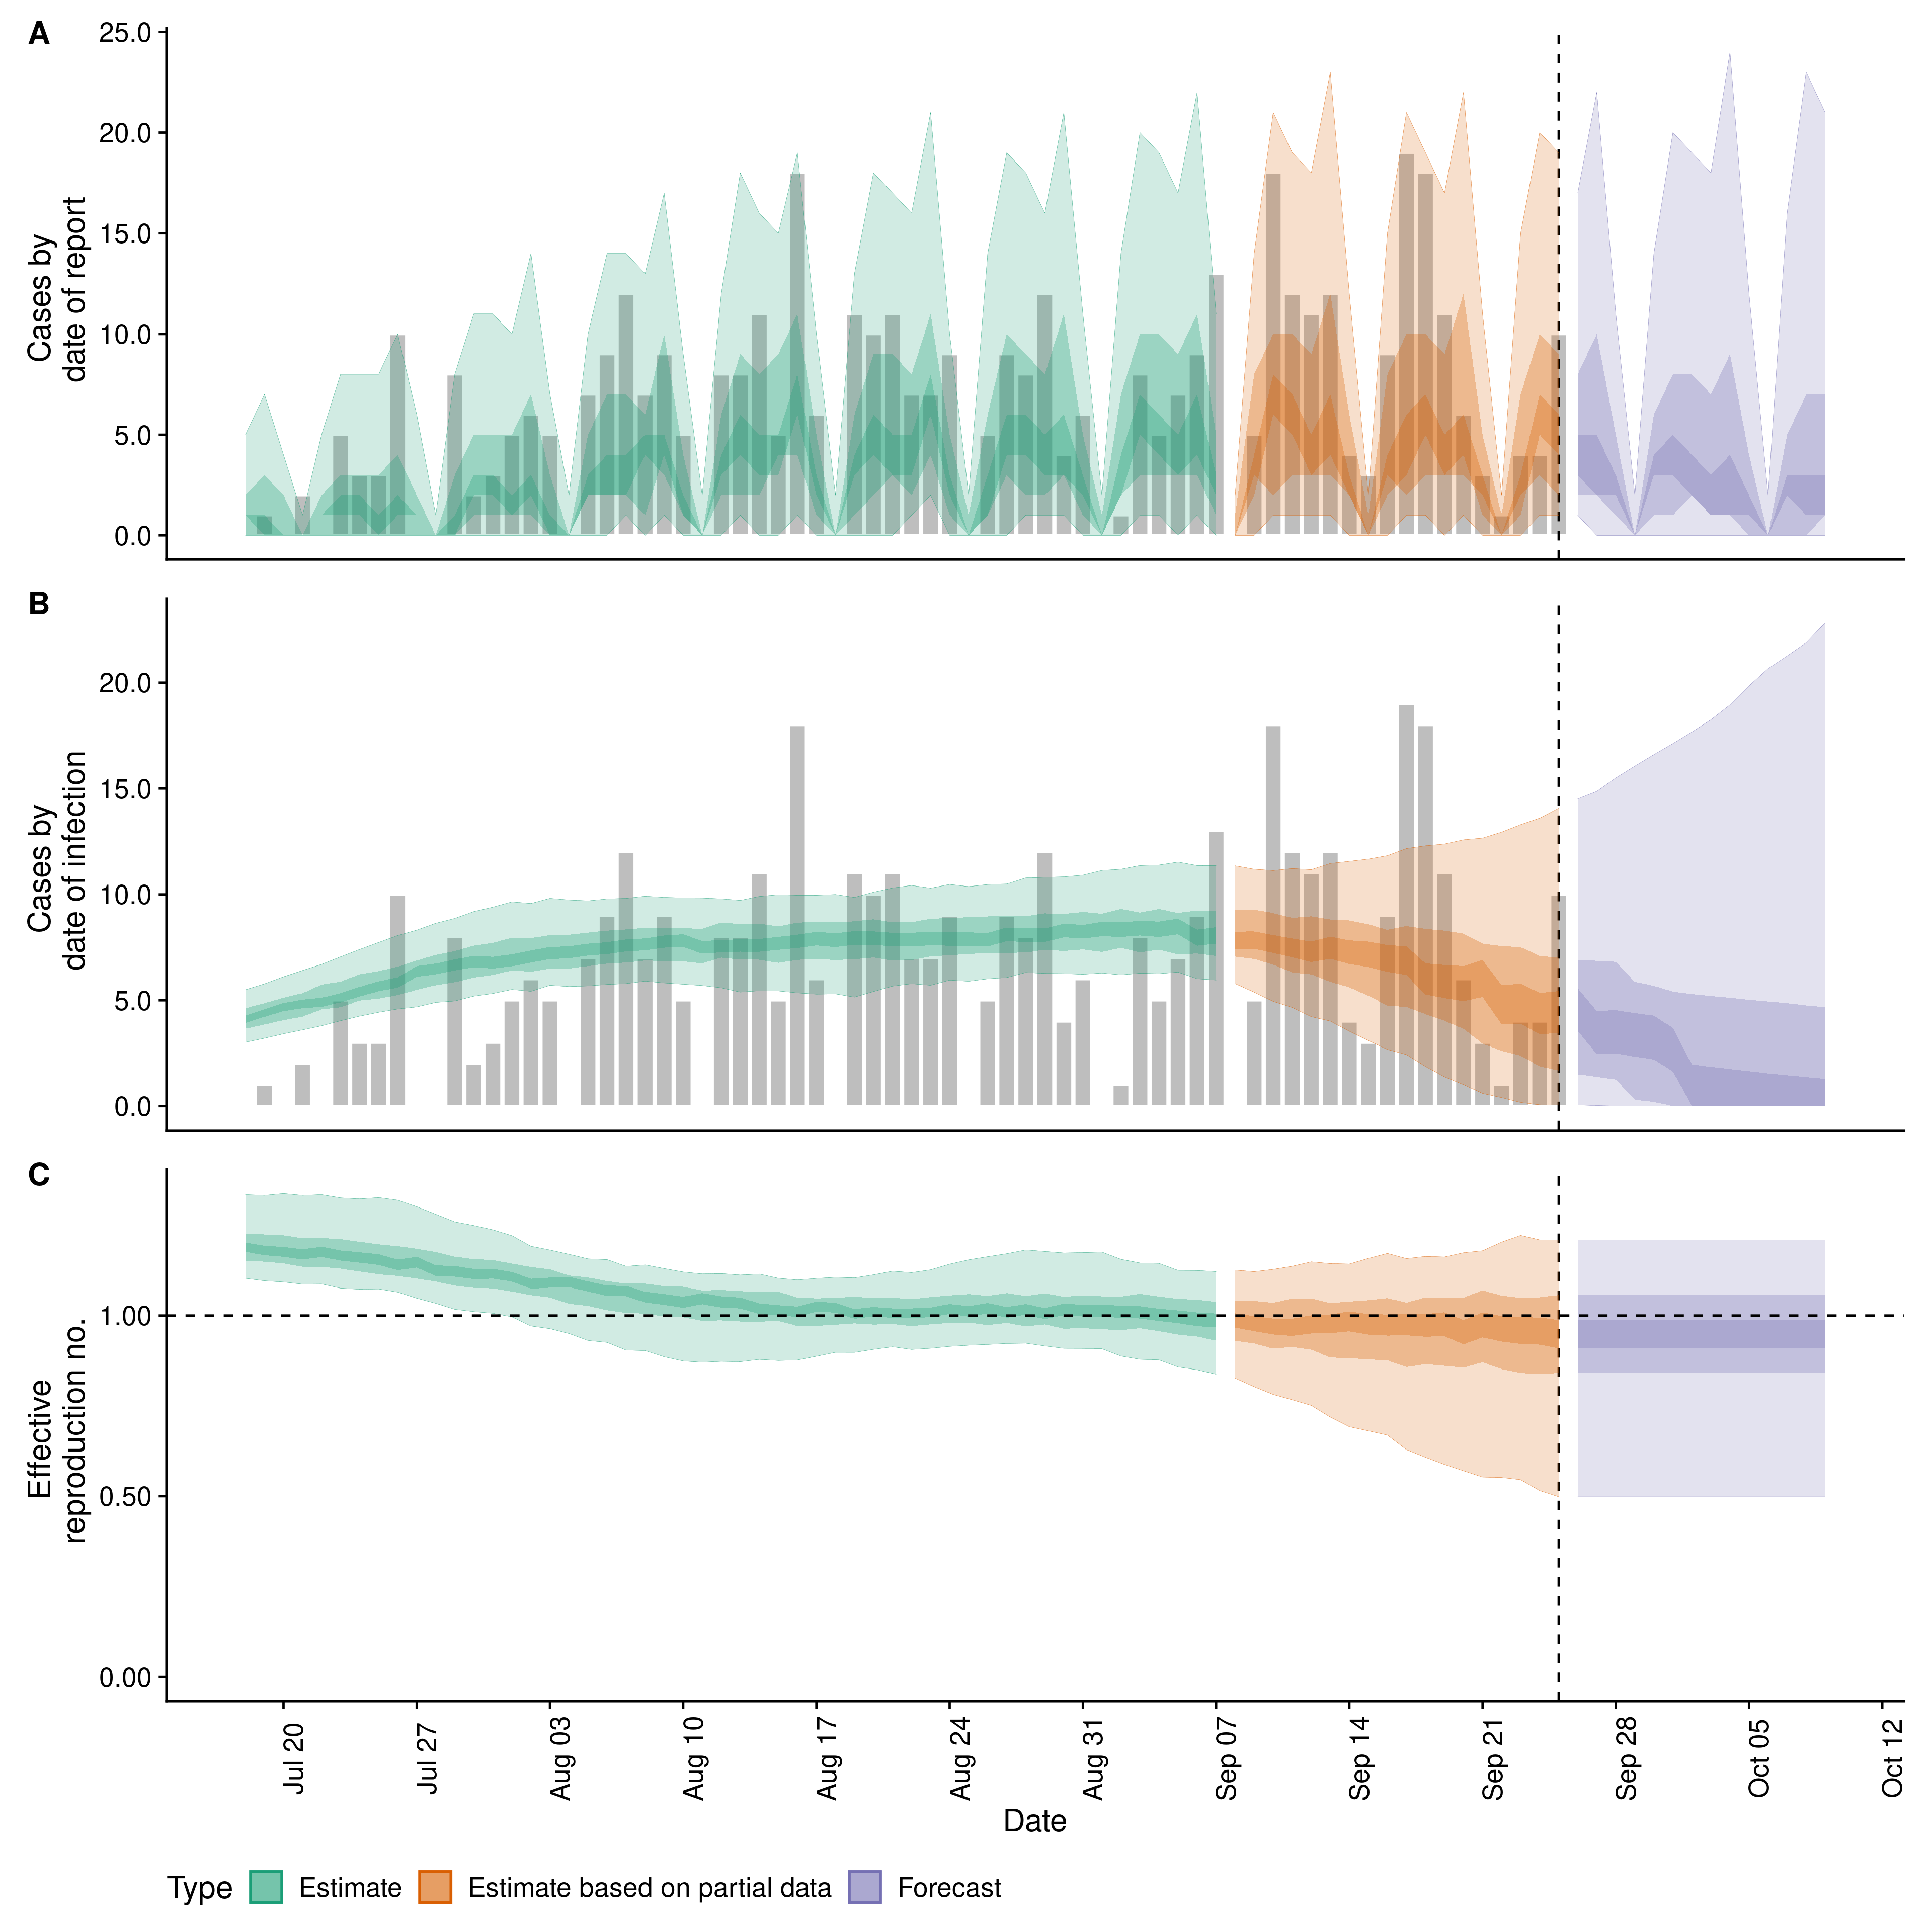 A
25.0
20.0
15.0
10.0
5.0
0.0
Cases by
date of report
B
20.0
15.0
10.0
5.0
0.0
Cases by
date of infection
C
1.00
0.50
0.00
Effective
reproduction no.
Jul 20
Jul 27
Aug 03
Aug 10
Aug 17
Aug 24
Aug 31
Sep 07
Sep 14
Sep 21
Sep 28
Oct 05
Oct 12
Date
Type Estimate Estimate based on partial data Forecast